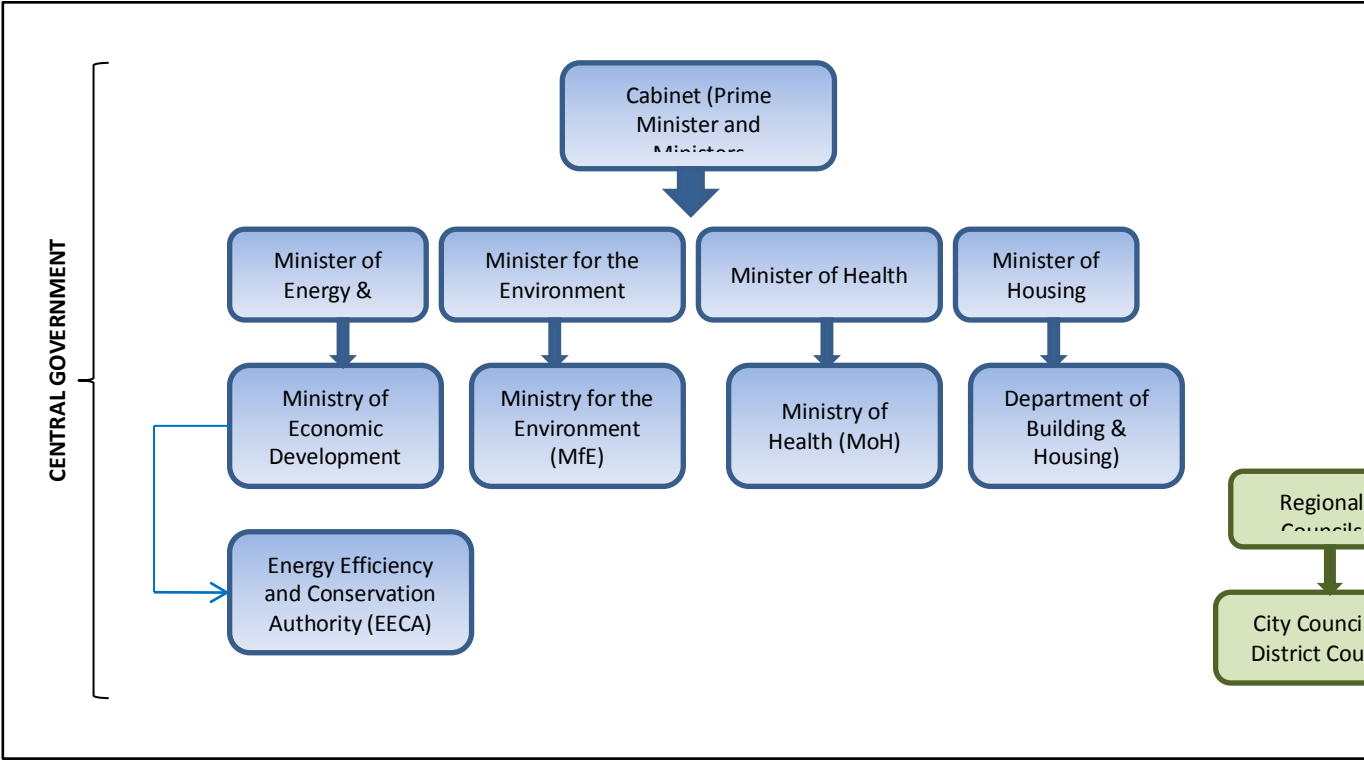 CENTRAL GOVERNMENT
Cabinet (Prime
Minister and
Ministers
Minister of
Energy &
Minister for the
Environment
Minister of Health
Minister of
Housing
Ministry of
Economic
Development
Ministry for the
Environment
(MfE)
Ministry of
Health (MoH)
Department of
Building &
Housing)
Energy Efficiency
and Conservation
Authority (EECA)
Regional
Councils
City Counci
District Cou